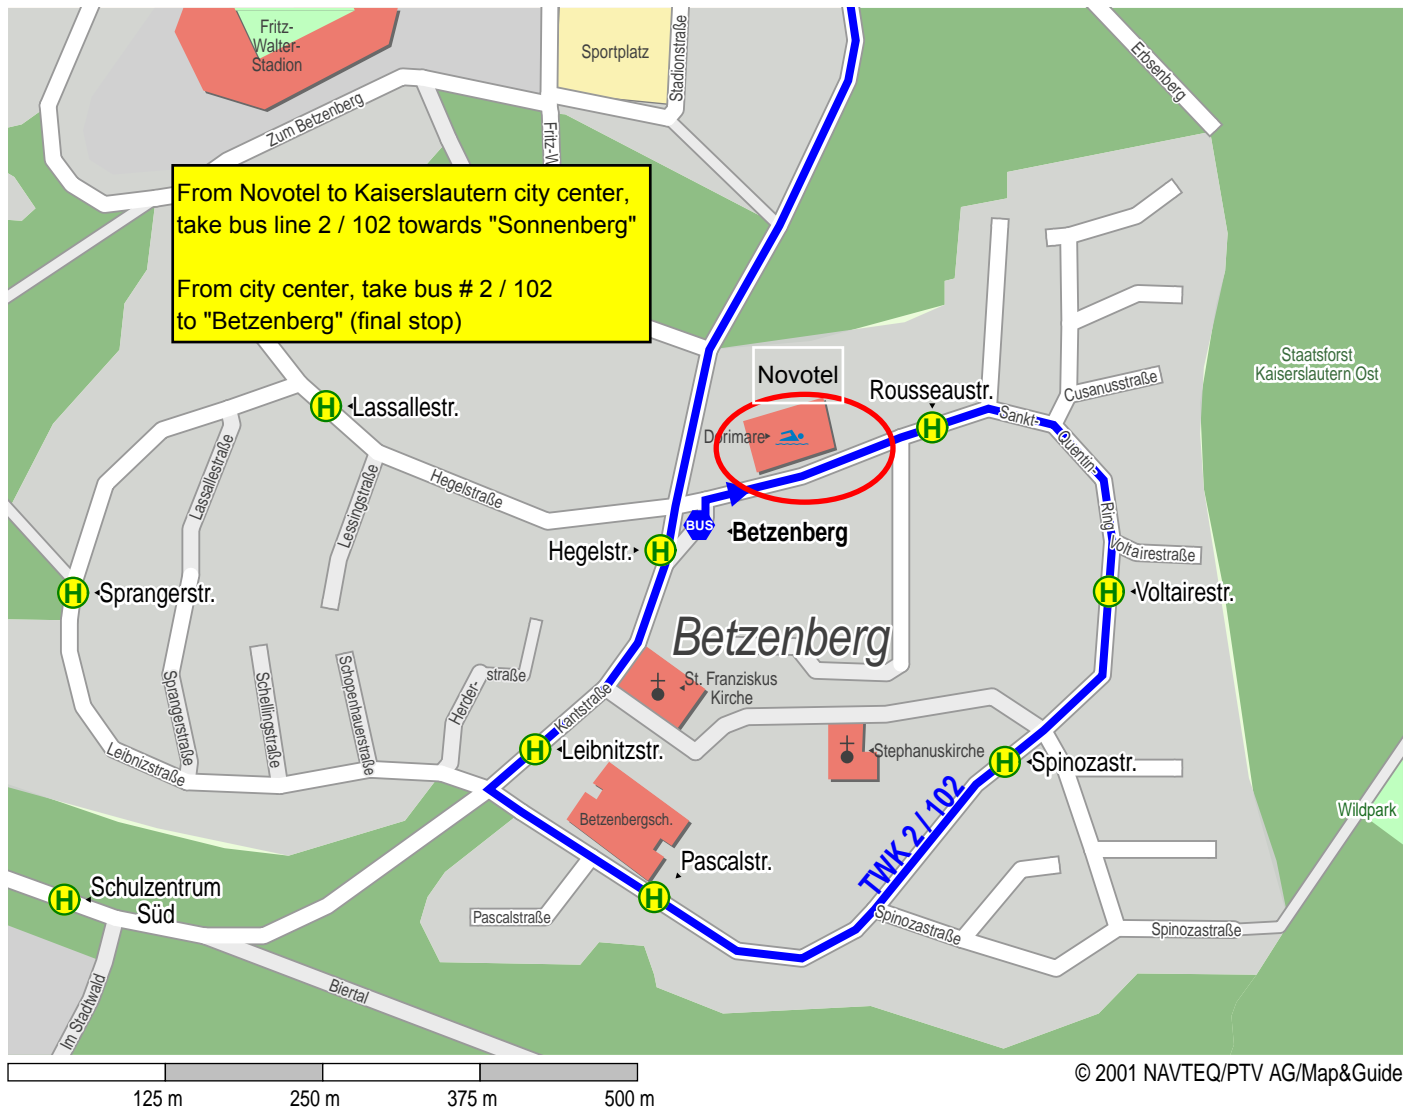 Fritz-
Walter-
Stadion
Sportplatz
Stadionstraße
Erbsenberg
Zum Betzenberg
Fritz-W
From Novotel to Kaiserslautern city center,
take bus line 2 / 102 towards "Sonnenberg"
From city center, take bus # 2 / 102
to "Betzenberg" (final stop)
Staatsforst
Kaiserslautern Ost
Novotel
Rousseaustr.
Cusanusstraße
H
Lassallestr.
H
Dorimare
Sankt-
Quentin-
Ring
Lassallestraße
Lessingstraße
Hegelstraße
BUS
Betzenberg
Hegelstr.
H
Voltairestraße
H
Sprangerstr.
H
Voltairestr.
Betzenberg
St. Franziskus
Kirche
Sprangerstraße
Schellingstraße
Schopenhauerstraße
Herder-
straße
Kantstraße
Leibnizstraße
H
Leibnitzstr.
Stephanuskirche
H
Spinozastr.
TWK 2 / 102
Betzenbergsch.
Wildpark
Pascalstr.
H
H
Schulzentrum
Süd
Pascalstraße
Spinozastraße
Spinozastraße
Im Stadtwald
Biertal
125 m
250 m
375 m
500 m
© 2001 NAVTEQ/PTV AG/Map&Guide